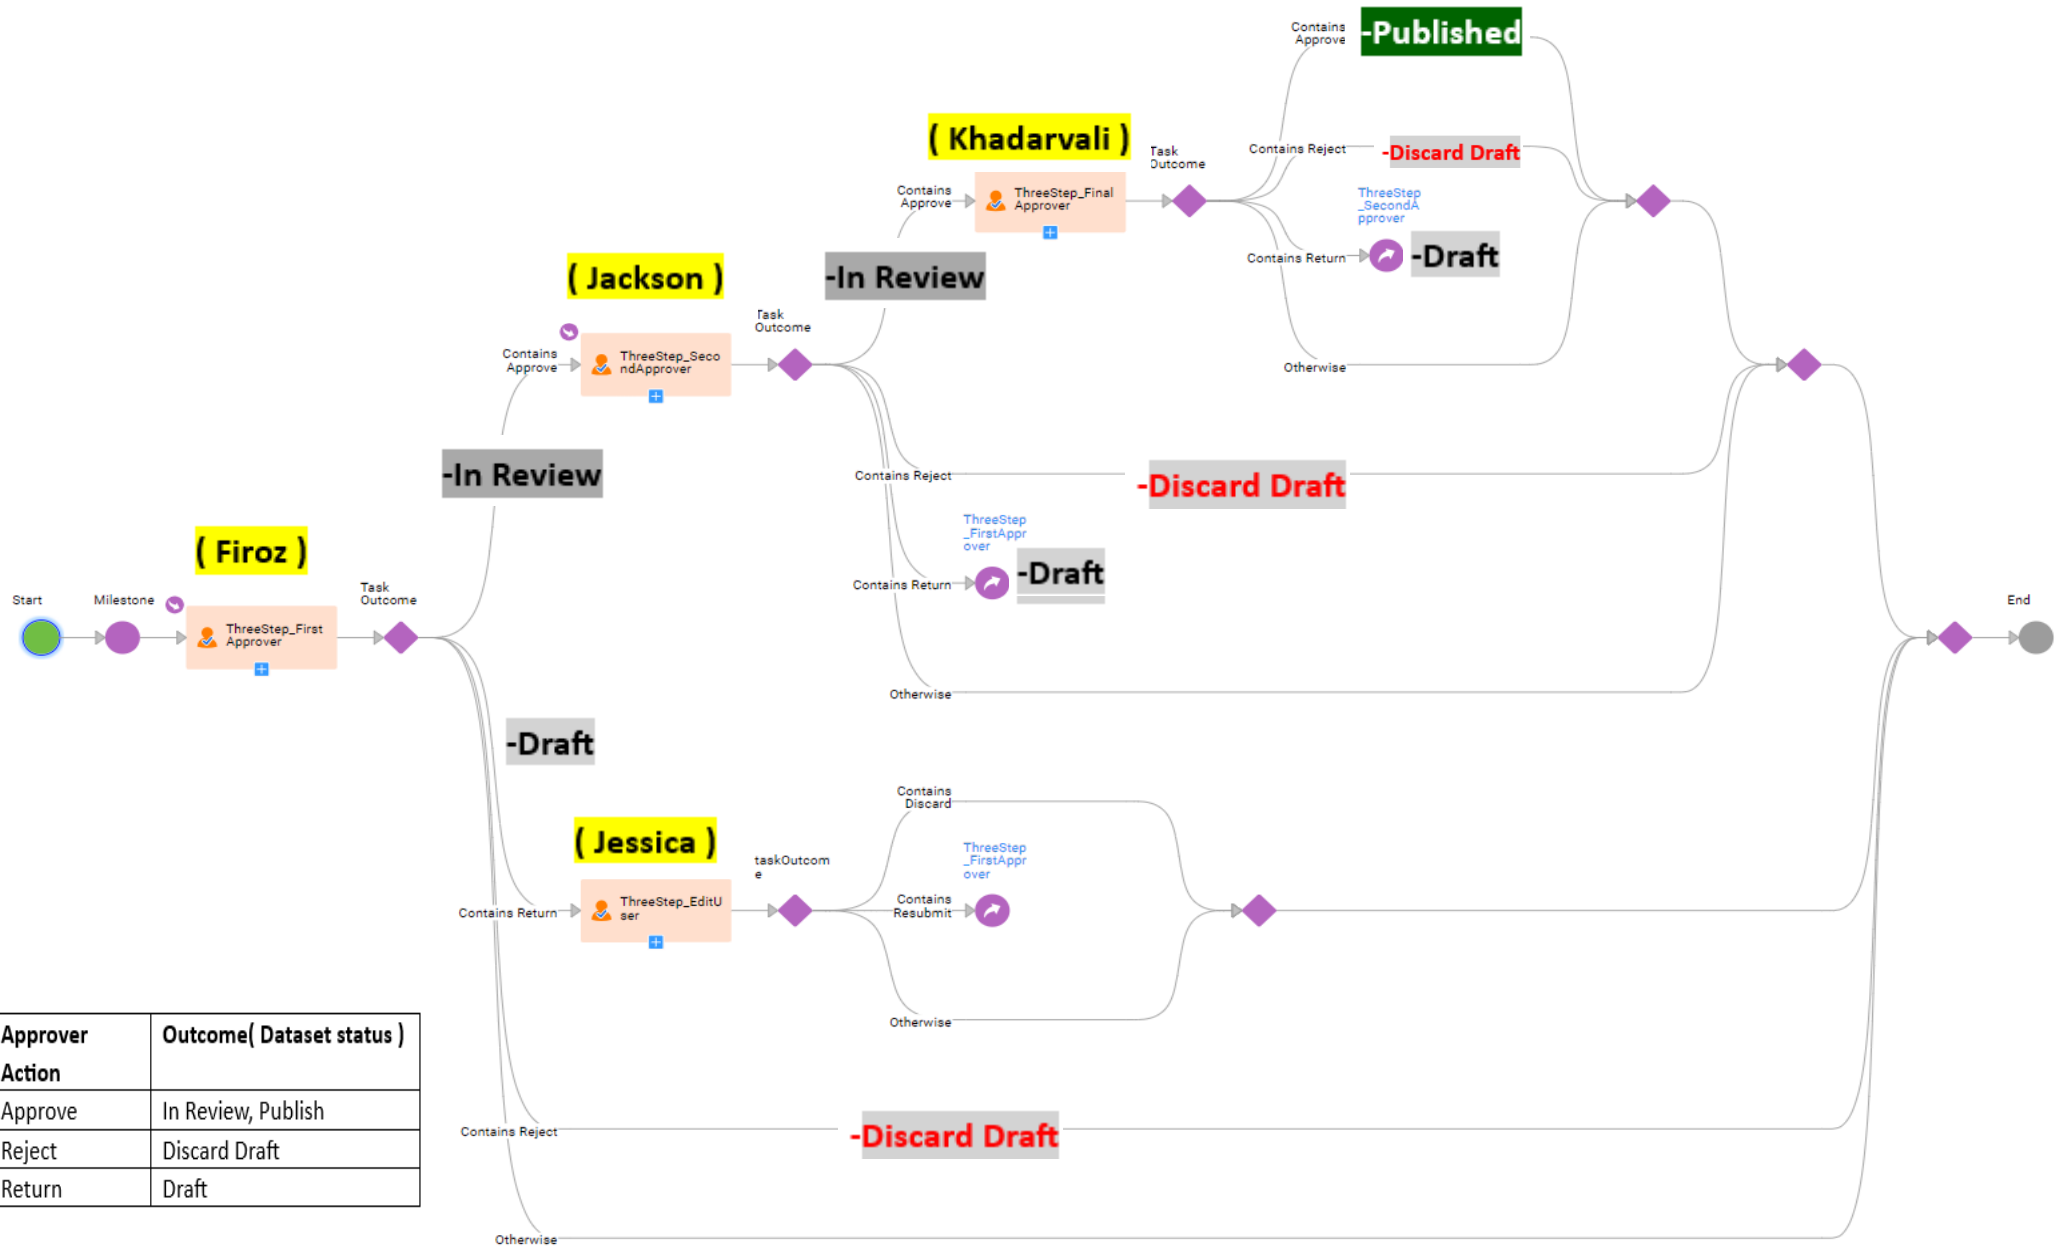 Contains
Approve
-Published
( Khadarvali )
Task
Outcome
Contains Reject
-Discard Draft
Contains
Approve
ThreeStep_Final
Approver
ThreeStep
_SecondA
pprover
Contains Return
-Draft
( Jackson )
-In Review
Task
Outcome
Contains
Approve
ThreeStep_Seco
ndApprover
Otherwise
-In Review
Contains Reject
-Discard Draft
( Firoz )
ThreeStep
_FirstAppr
over
Contains Return
-Draft
Start
Milestone
Task
Outcome
ThreeStep_First
Approver
End
Otherwise
-Draft
Contains
Discard
( Jessica )
taskOutcom
e
ThreeStep
_FirstAppr
over
Contains Return
ThreeStep_EditU
ser
Contains
Resubmit
Otherwise
Contains Reject
-Discard Draft
Otherwise
Approver Outcome( Dataset status )
Action
Approve In Review, Publish
Reject Discard Draft
Return Draft